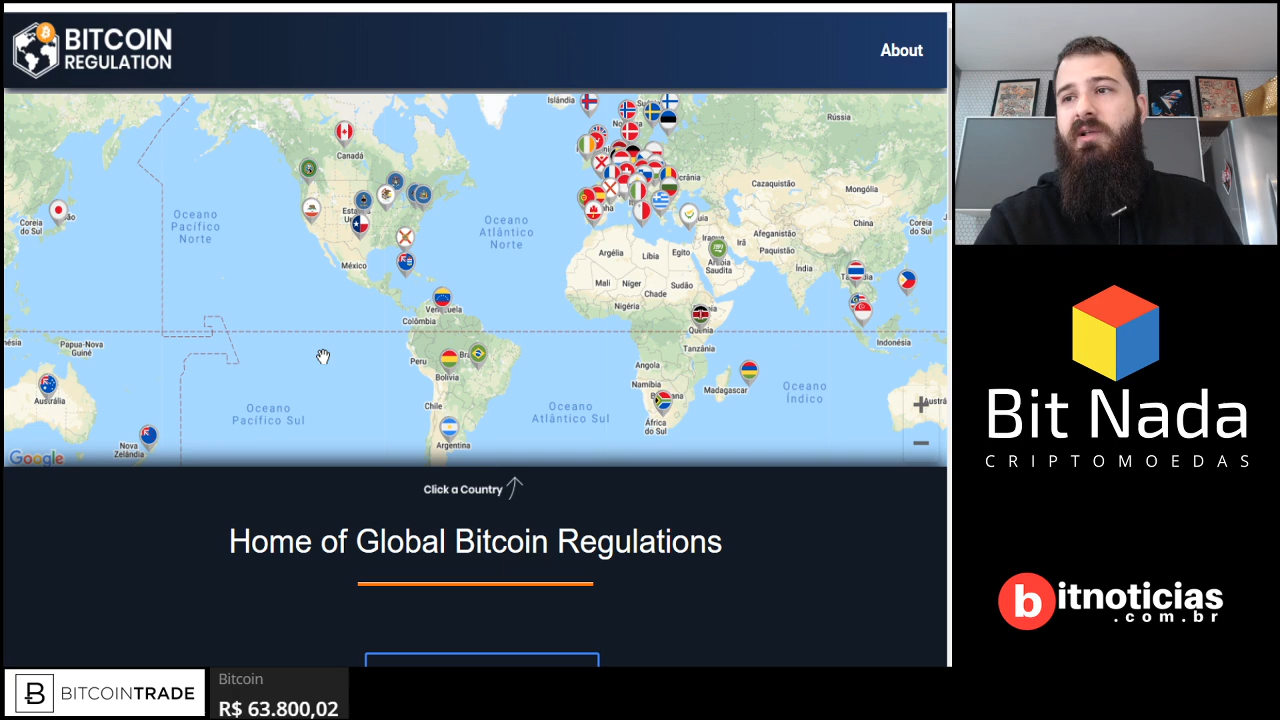 BITCOIN
REGULATION
About
Islândia
Rússia
Canadá
Cazaquistão
Mongólia
Coreia
do Sul
Oceano
Pacífico
Norte
Oceano
Atlântico
Norte
China
Coreia
do Sul
Afeganistão
Irã
Paquistão
Argélia
Líbia
Egito
Saudita
Índia
México
Mali
Níger
Chade
Sudão
Nigéria
Venezuela
Colômbia
Quênia
Papua-Nova
Guiné
Indonésia
Tanzânia
Peru
Bolívia
Angola
Namíbia
Madagascar
Oceano
Índico
Austrália
Oceano
Pacífico Sul
Chile
Oceano
Atlântico Sul
África
do Sul
Nova
Zelândia
Argentina
Google
Click a Country
Home of Global Bitcoin Regulations
Bit Nada
CRIPTOMOEDAS
bitnoticias
.com.br
BITCOINTRADE
Bitcoin
R$ 63.800,02